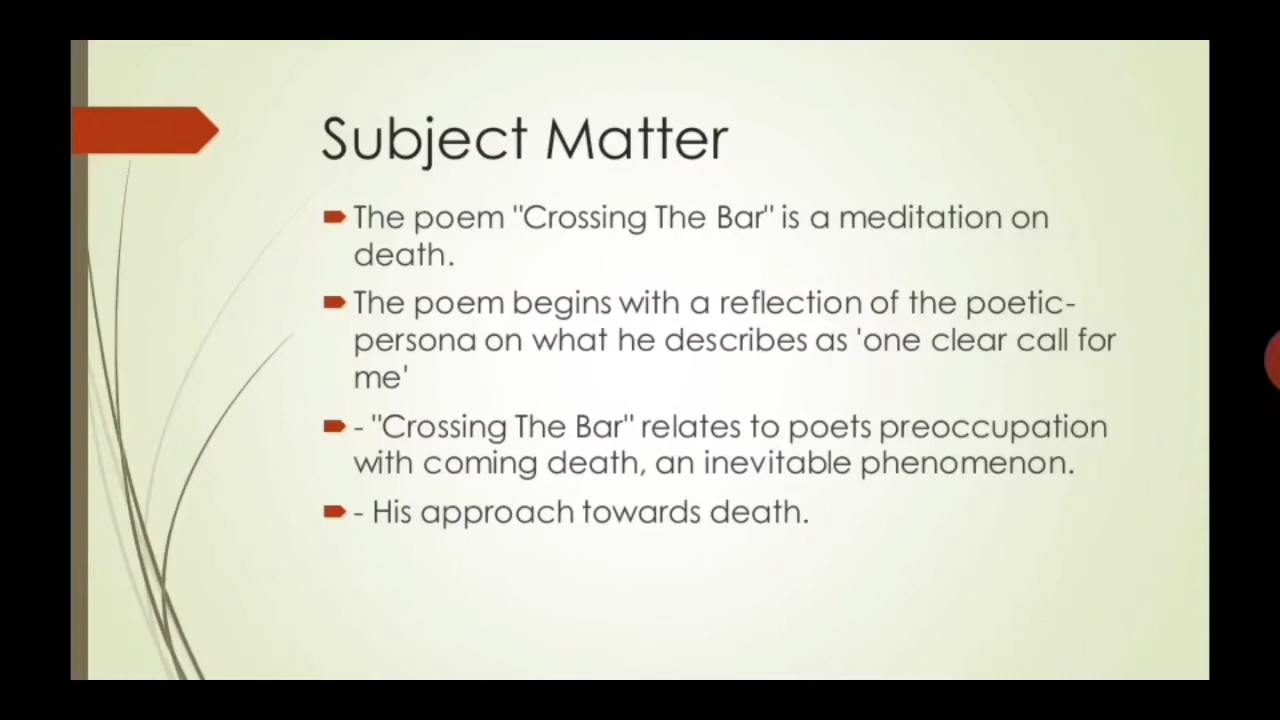 Subject Matter
The poem "Crossing The Bar" is a meditation on
death.
The poem begins with a reflection of the poetic-
persona on what he describes as 'one clear call for
me'
- "Crossing The Bar" relates to poets preoccupation
with coming death, an inevitable phenomenon.
- His approach towards death.